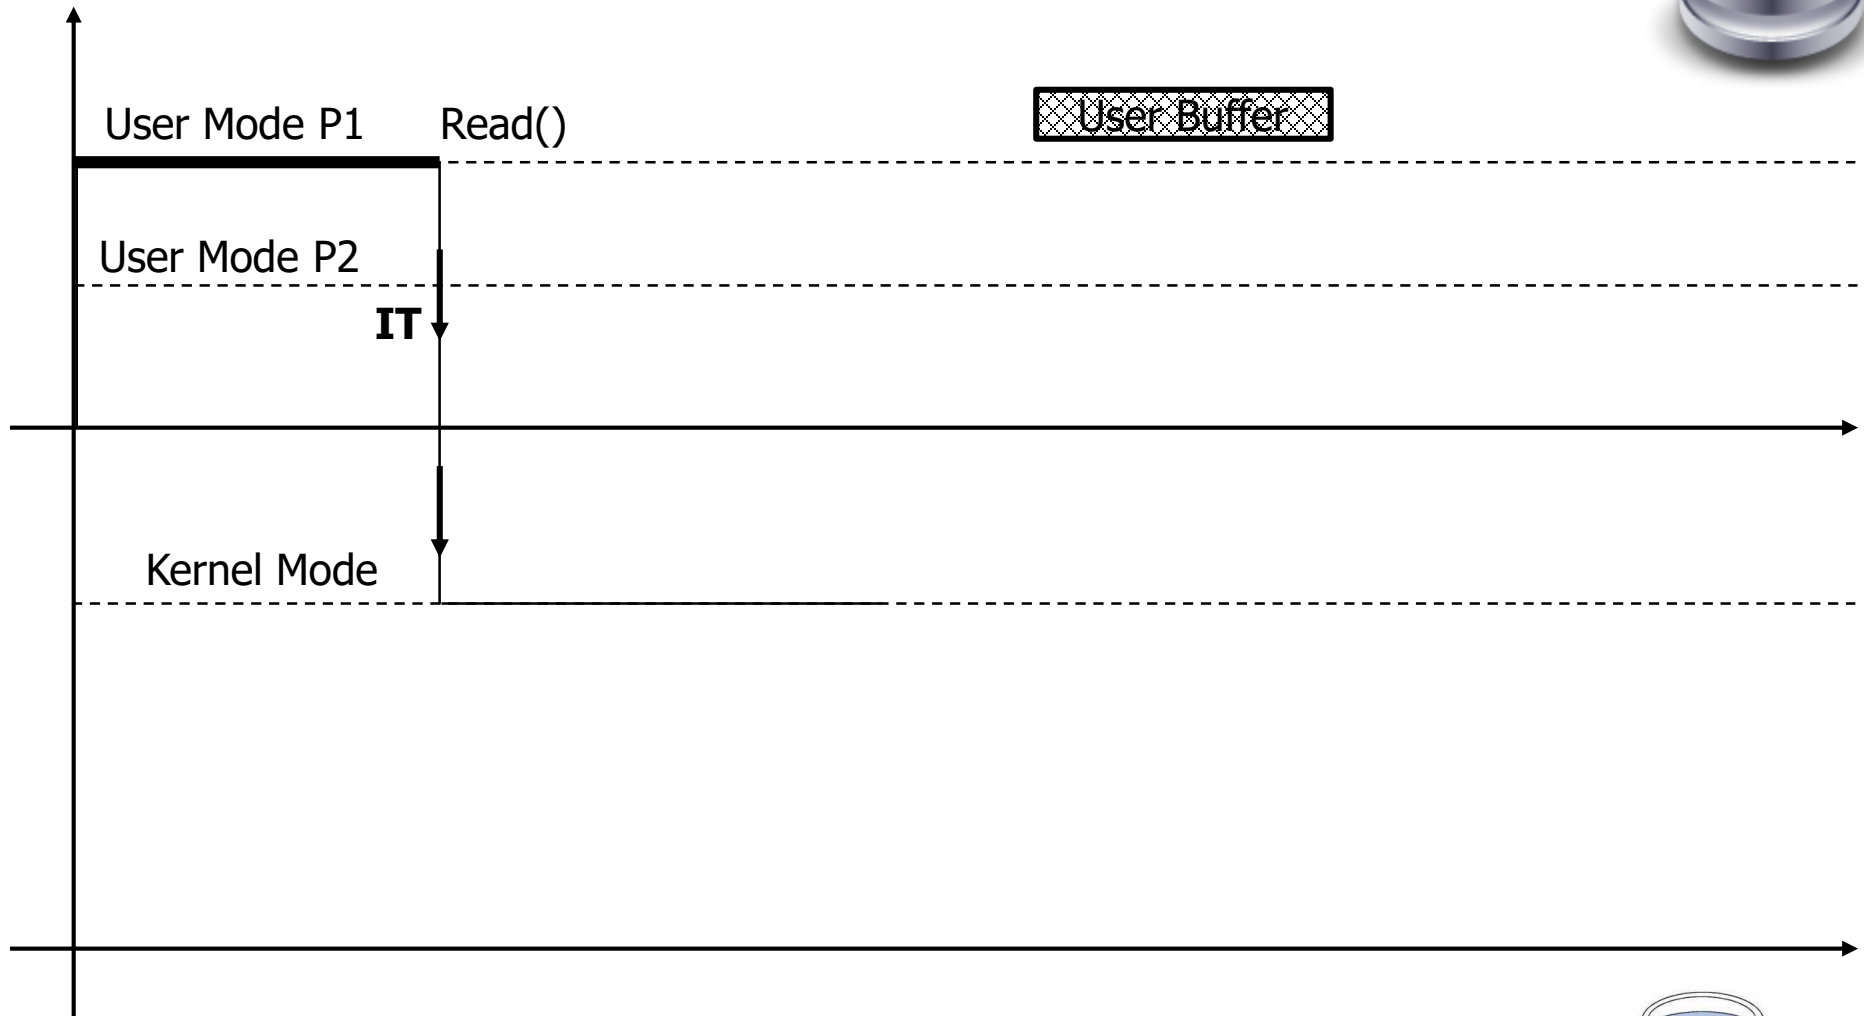 User Mode P1 Read() User Buffer
User Mode P2
IT
Kernel Mode